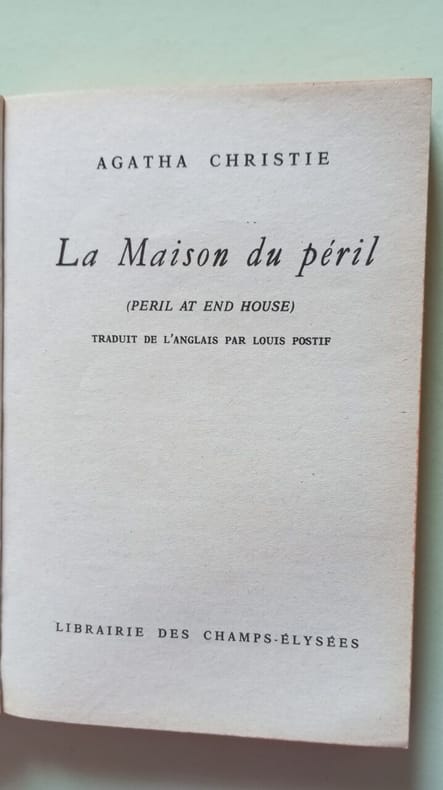 AGATHA CHRISTIE
La Maison du péril
(PERIL AT END HOUSE)
TRADUIT DE L'ANGLAIS PAR LOUIS POSTIF
LIBRAIRIE DES CHAMPS-ÉLYSÉES